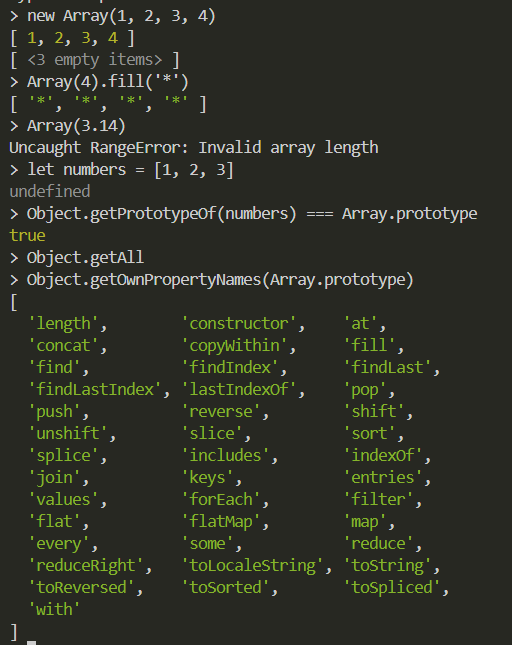 > new Array(1, 2, 3, 4)
[ 1, 2, 3, 4 ]
[ <3 empty items> ]
> Array(4).fill('*')
[ '*', '*', '*', '*' ]
> Array(3.14)
Uncaught RangeError: Invalid array length
> let numbers = [1, 2, 3]
undefined
> Object.getPrototypeOf(numbers) === Array.prototype
true
> Object.getAll
> Object.getOwnPropertyNames(Array.prototype)
[
  'length',        'constructor',    'at',
  'concat',        'copyWithin',     'fill',
  'find',          'findIndex',      'findLast',
  'findLastIndex', 'lastIndexOf',    'pop',
  'push',          'reverse',        'shift',
  'unshift',       'slice',          'sort',
  'splice',        'includes',       'indexOf',
  'join',          'keys',           'entries',
  'values',        'forEach',        'filter',
  'flat',          'flatMap',        'map',
  'every',         'some',           'reduce',
  'reduceRight',   'toLocaleString', 'toString',
  'toReversed',    'toSorted',       'toSpliced',
  'with'
]